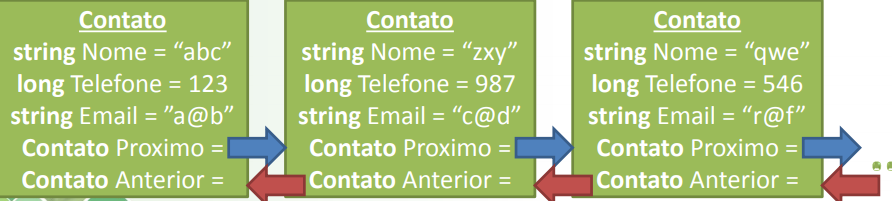 Contato
string Nome = “abc”
long Telefone = 123
string Email = ”a@b”
Contato Proximo =
Contato Anterior =
Contato
string Nome = “zxy”
long Telefone = 987
string Email = “c@d”
Contato Proximo =
Contato Anterior =
Contato
string Nome = “qwe”
long Telefone = 546
string Email = “r@f”
Contato Proximo =
Contato Anterior =